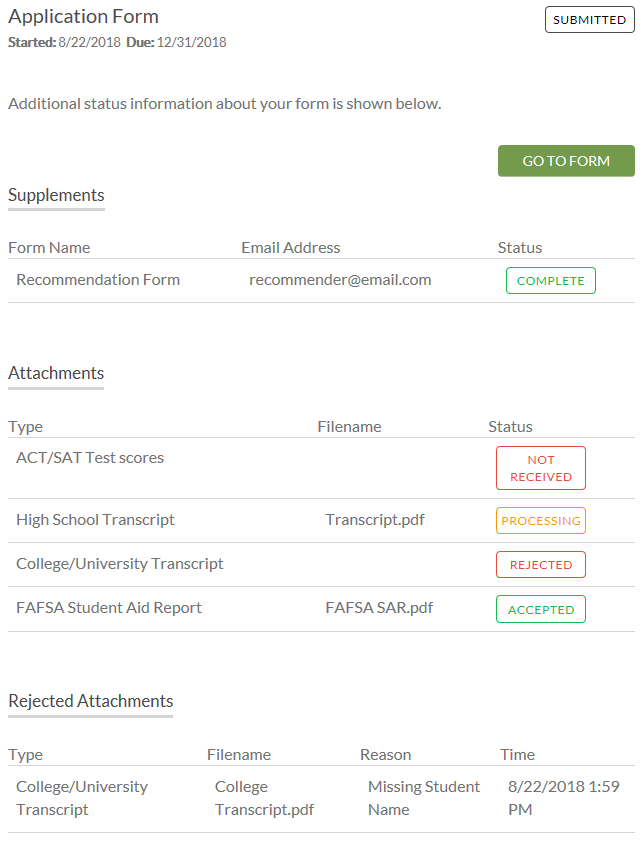 Application Form
SUBMITTED
Started: 8/22/2018 Due: 12/31/2018
Additional status information about your form is shown below.
GO TO FORM
Supplements
Form Name Email Address Status
Recommendation Form recommender@email.com COMPLETE
Attachments
Type Filename Status
ACT/SAT Test scores NOT
RECEIVED
High School Transcript Transcript.pdf PROCESSING
College/University Transcript REJECTED
FAFSA Student Aid Report FAFSA SAR.pdf ACCEPTED
Rejected Attachments
Type Filename Reason Time
College/University College Missing Student 8/22/2018 1:59
Transcript Transcript.pdf Name PM